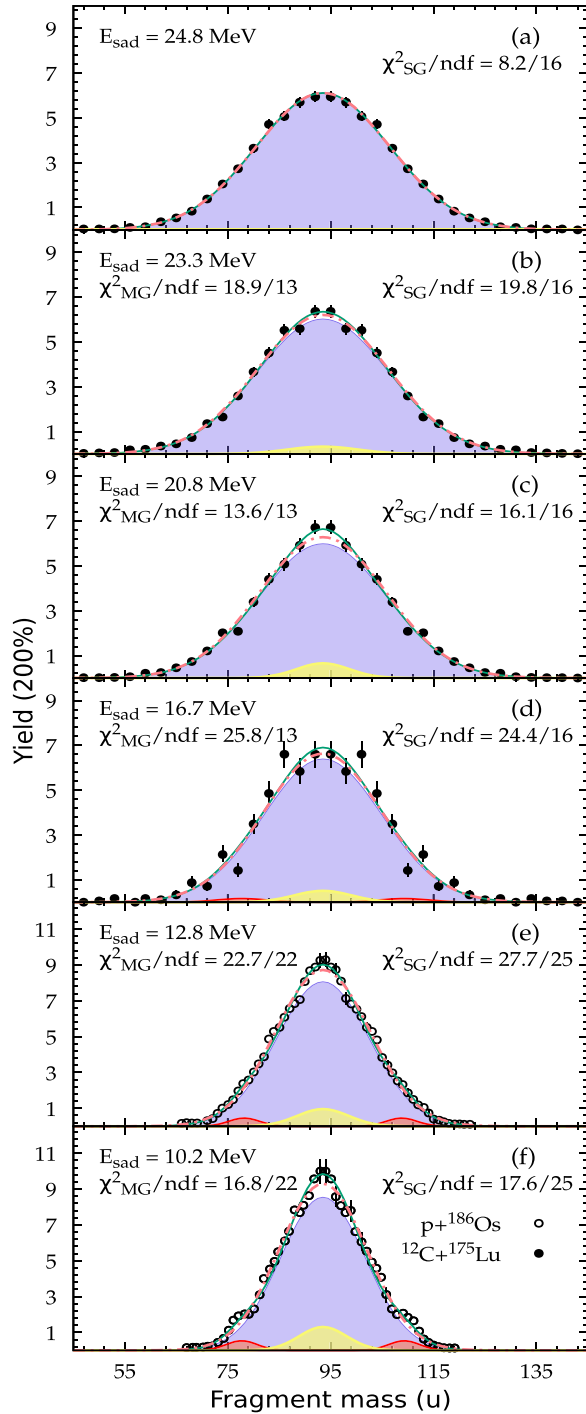 E_sad = 24.8 MeV (a)
χ²_SG/ndf = 8.2/16
9
7
5
3
1
E_sad = 23.3 MeV (b)
χ²_MG/ndf = 18.9/13 χ²_SG/ndf = 19.8/16
9
7
5
3
1
E_sad = 20.8 MeV (c)
χ²_MG/ndf = 13.6/13 χ²_SG/ndf = 16.1/16
9
7
5
3
1
Yield (200%)
E_sad = 16.7 MeV (d)
χ²_MG/ndf = 25.8/13 χ²_SG/ndf = 24.4/16
9
7
5
3
1
E_sad = 12.8 MeV (e)
χ²_MG/ndf = 22.7/22 χ²_SG/ndf = 27.7/25
11
9
7
5
3
1
E_sad = 10.2 MeV (f)
χ²_MG/ndf = 16.8/22 χ²_SG/ndf = 17.6/25
p+¹⁸⁶Os
¹²C+¹⁷⁵Lu
11
9
7
5
3
1
55 75 95 115 135
Fragment mass (u)